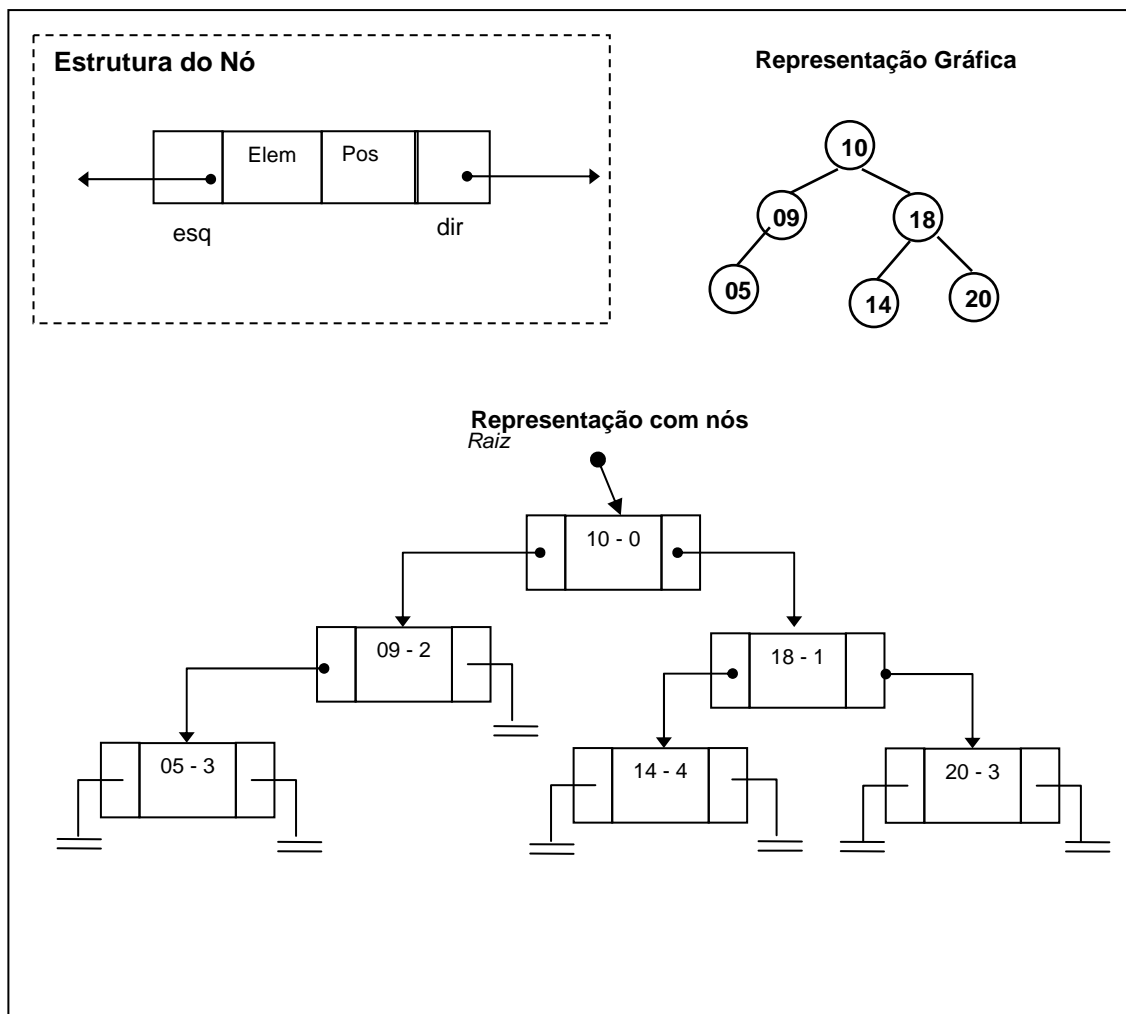 Estrutura do Nó
Elem Pos
esq dir
Representação Gráfica
10
09 18
05 14 20
Representação com nós
Raiz
10 - 0
09 - 2 18 - 1
05 - 3 14 - 4 20 - 3